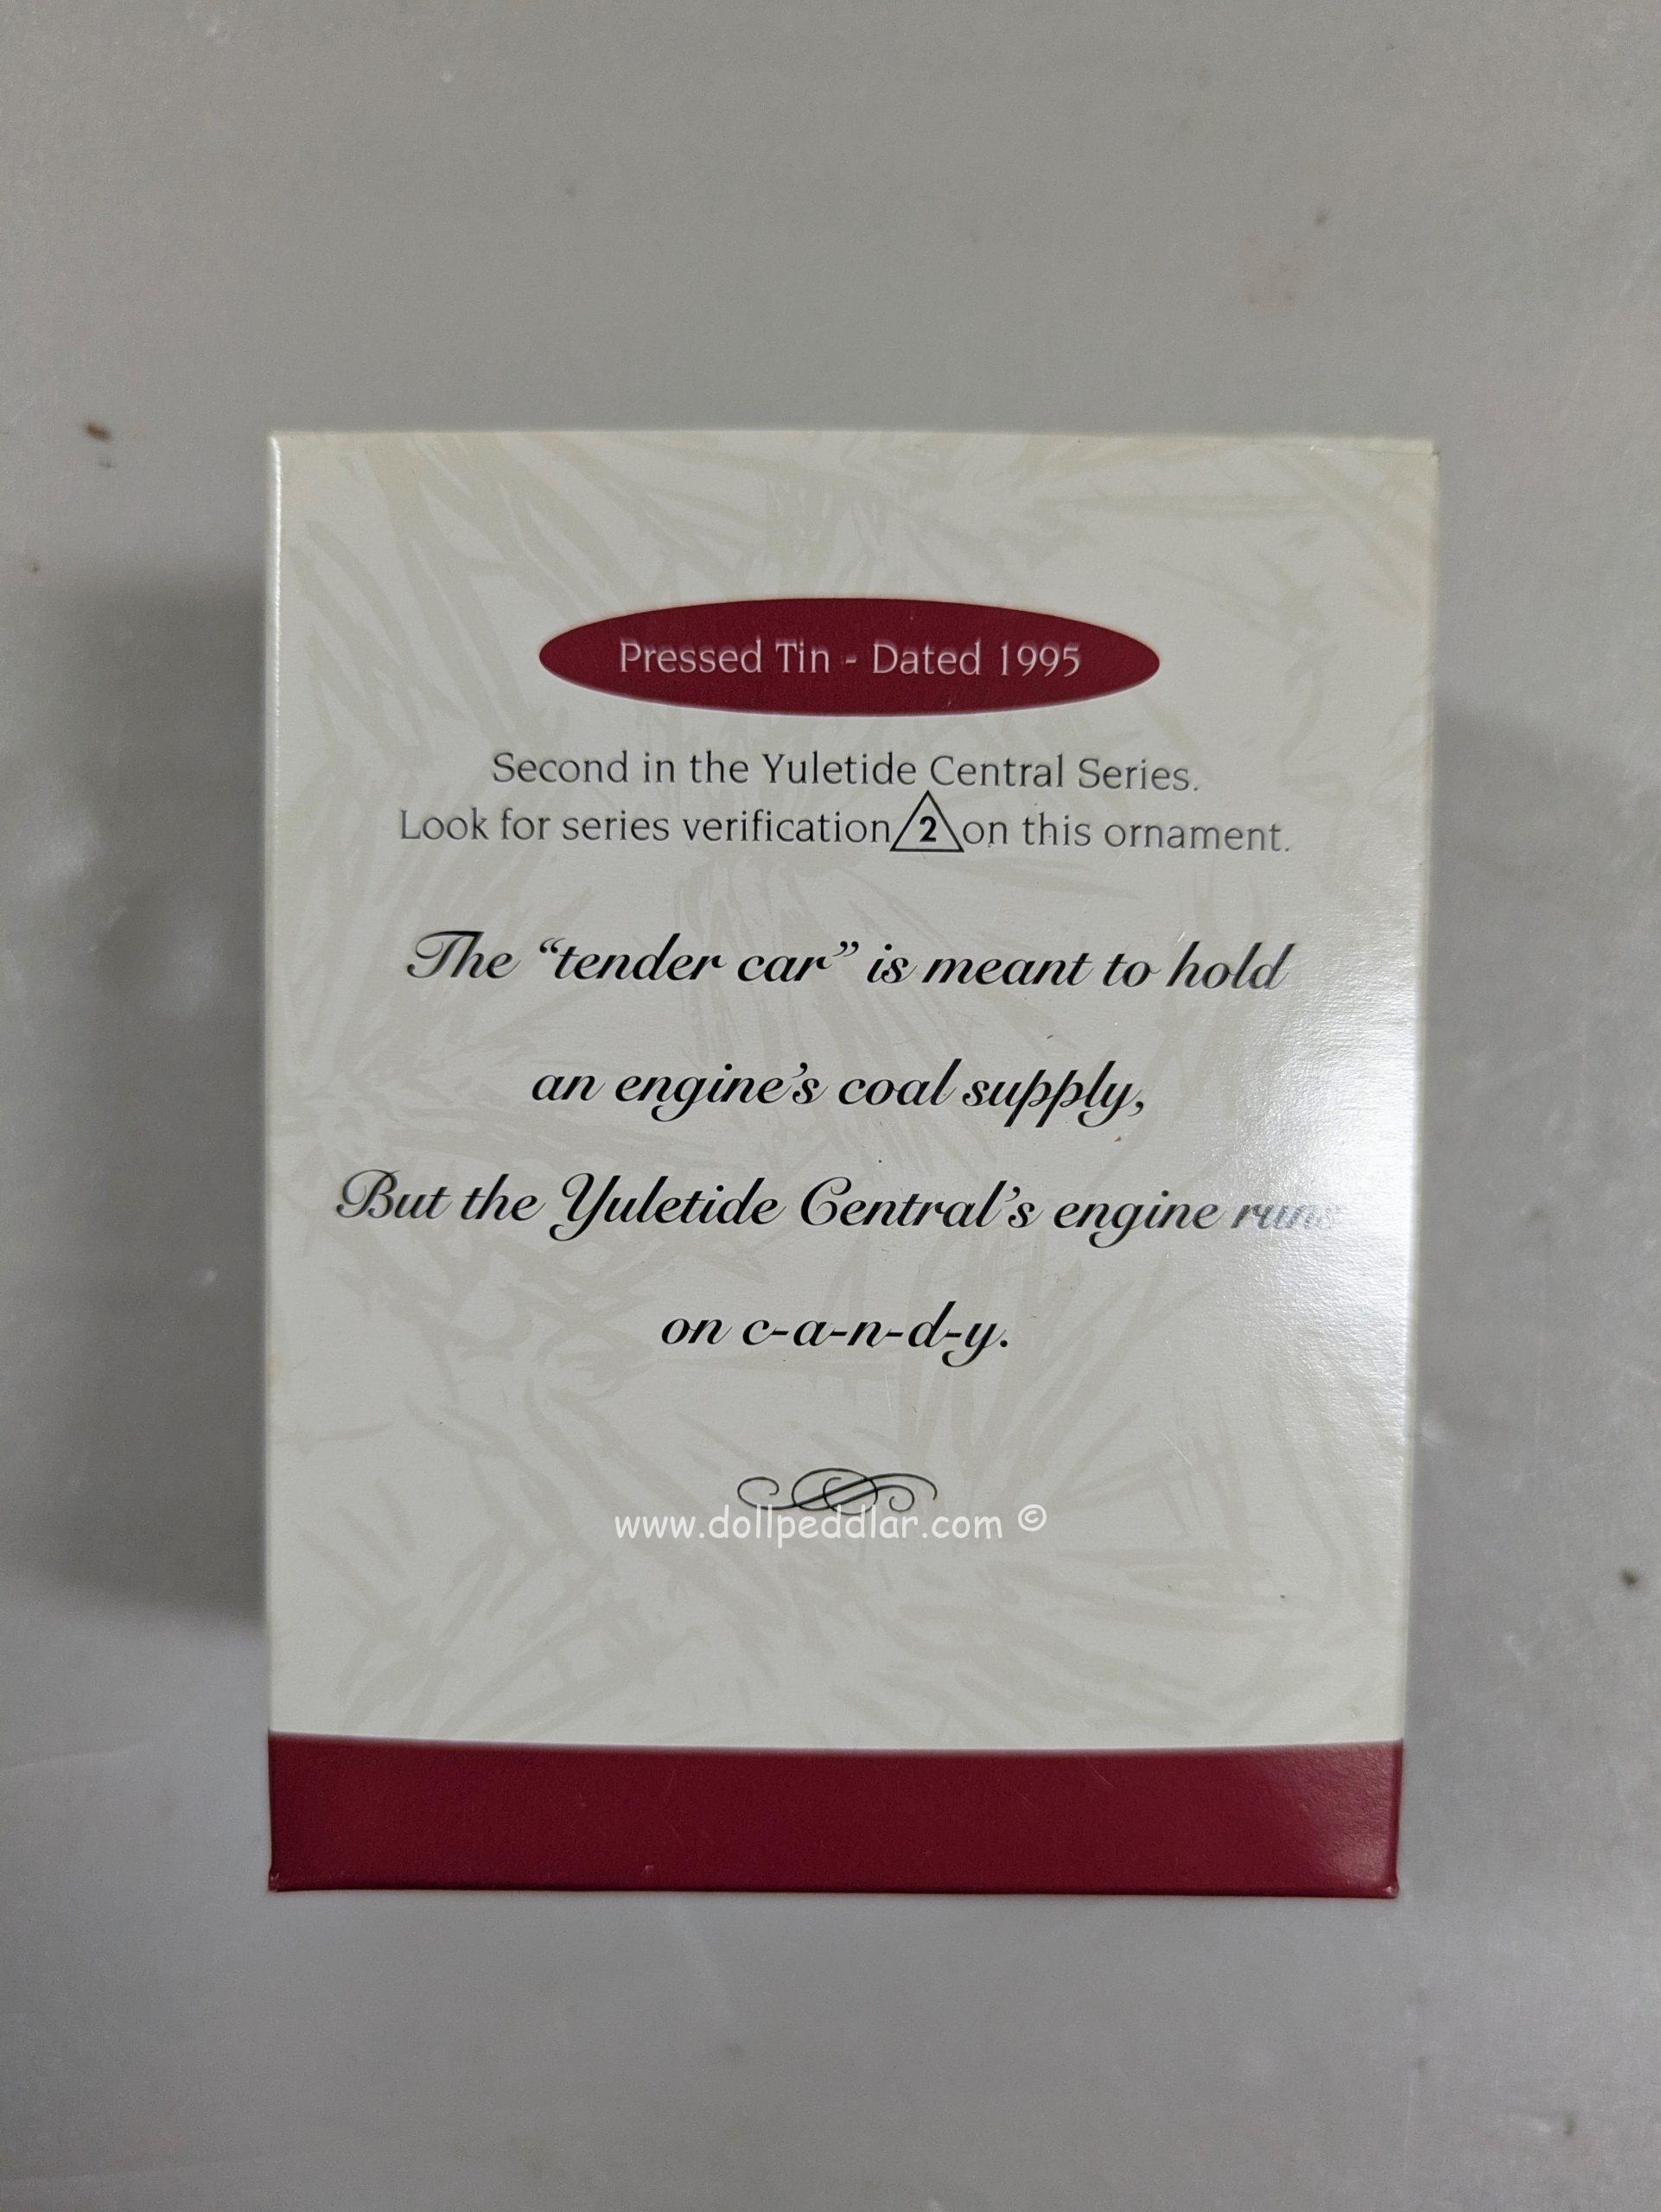 Pressed Tin - Dated 1995
Second in the Yuletide Central Series.
Look for series verification 2 on this ornament.
The “tender car” is meant to hold
an engine’s coal supply,
But the Yuletide Central’s engine runs
on c-a-n-d-y.
www.dollpeddlar.com ©